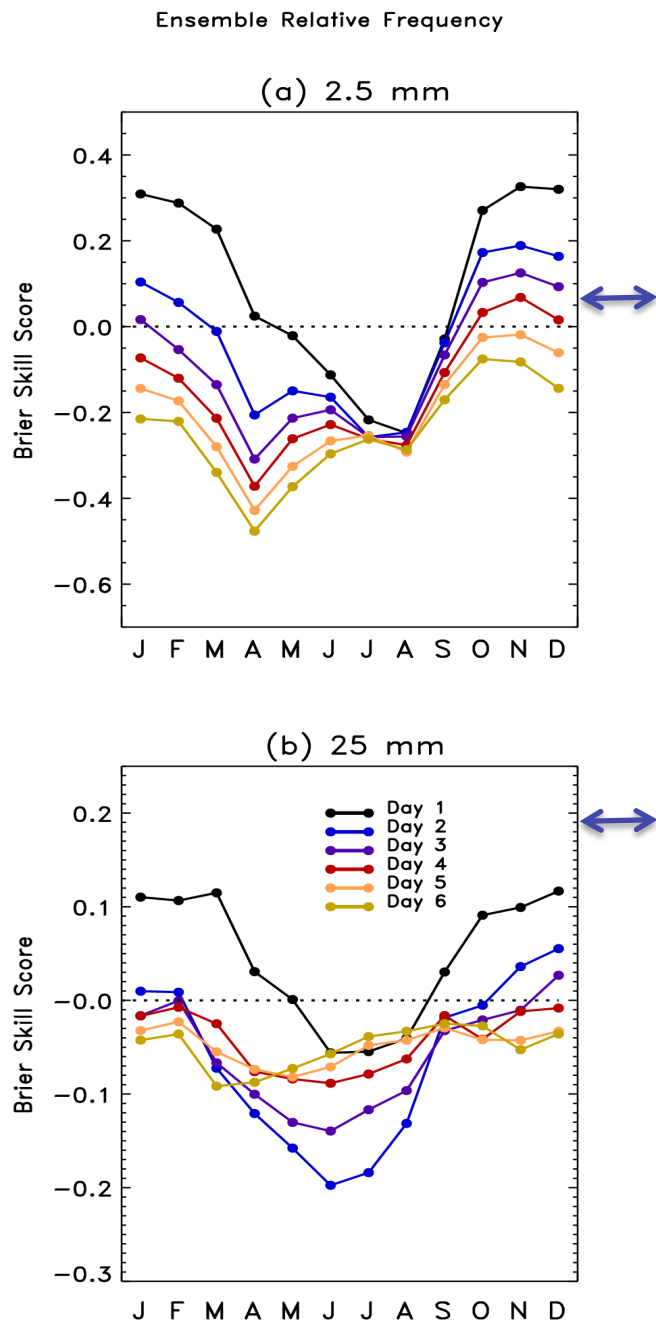 Ensemble Relative Frequency
(a) 2.5 mm
0.4
0.2
0.0
−0.2
−0.4
−0.6
Brier Skill Score
J F M A M J J A S O N D
(b) 25 mm
0.2
0.1
−0.0
−0.1
−0.2
−0.3
Brier Skill Score
Day 1
Day 2
Day 3
Day 4
Day 5
Day 6
J F M A M J J A S O N D